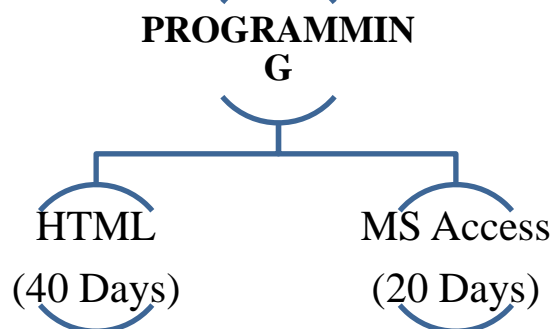 PROGRAMMIN
G
HTML
(40 Days)
MS Access
(20 Days)